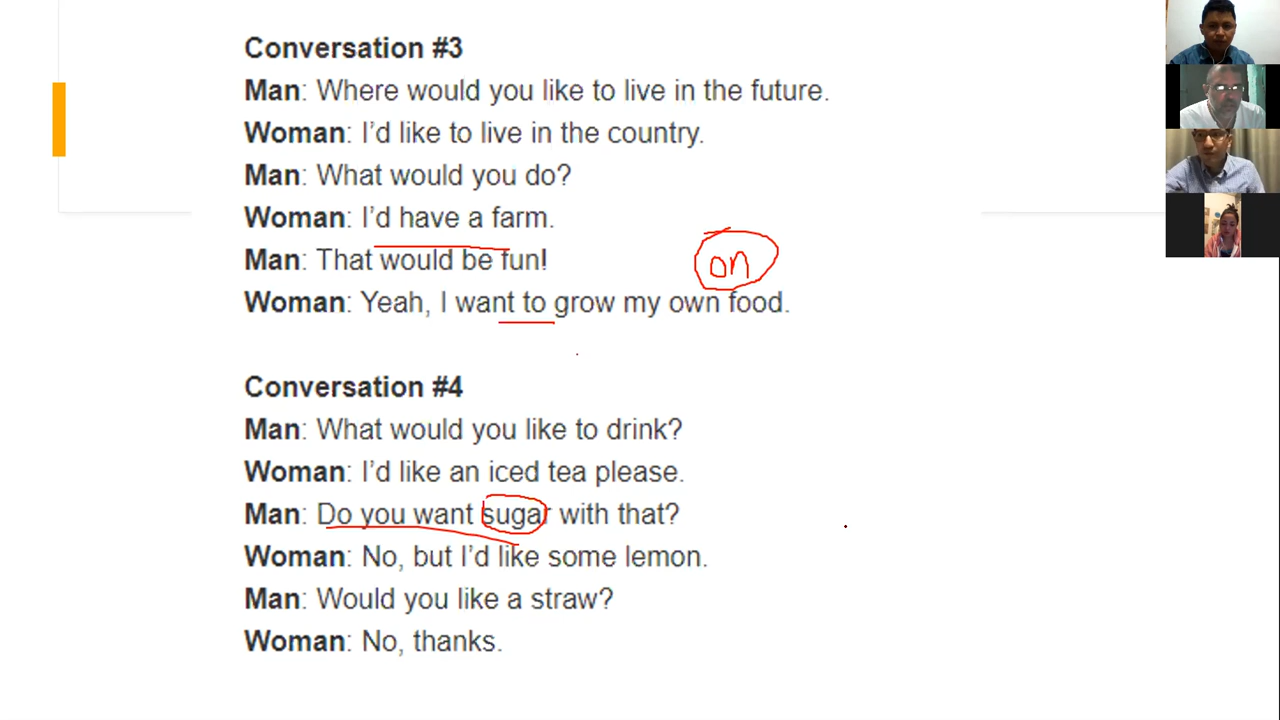 Conversation #3
Man: Where would you like to live in the future.
Woman: I'd like to live in the country.
Man: What would you do?
Woman: I'd have a farm.
Man: That would be fun!
on
Woman: Yeah, I want to grow my own food.
Conversation #4
Man: What would you like to drink?
Woman: I'd like an iced tea please.
Man: Do you want sugar with that?
Woman: No, but I'd like some lemon.
Man: Would you like a straw?
Woman: No, thanks.